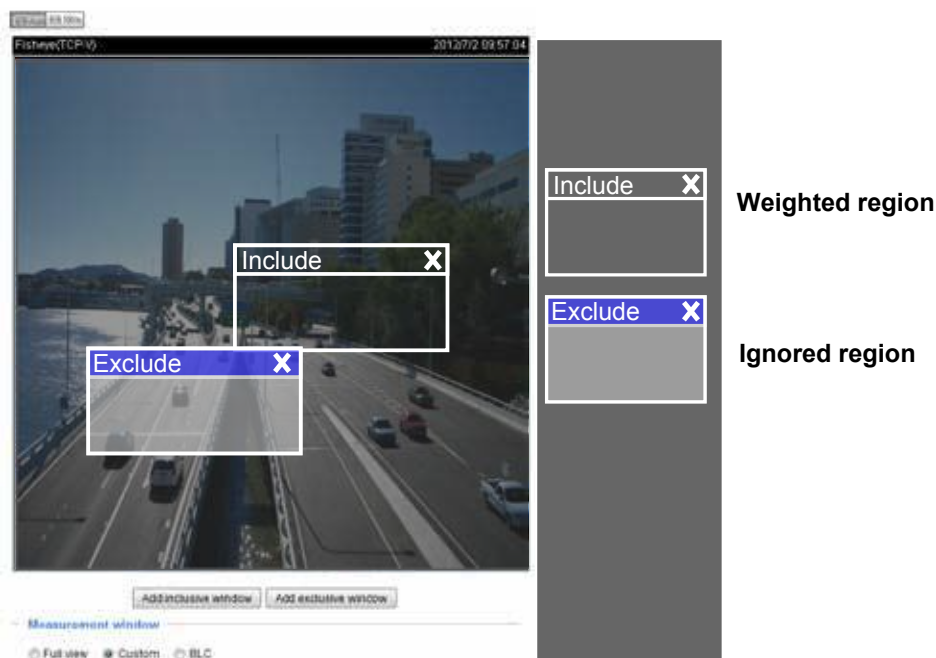 Fisheye(TCP-V) 2012/7/2 09:57:04
Include
Exclude
Include
Weighted region
Exclude
Ignored region
Add inclusive window Add exclusive window
Measurement window
Full view Custom BLC